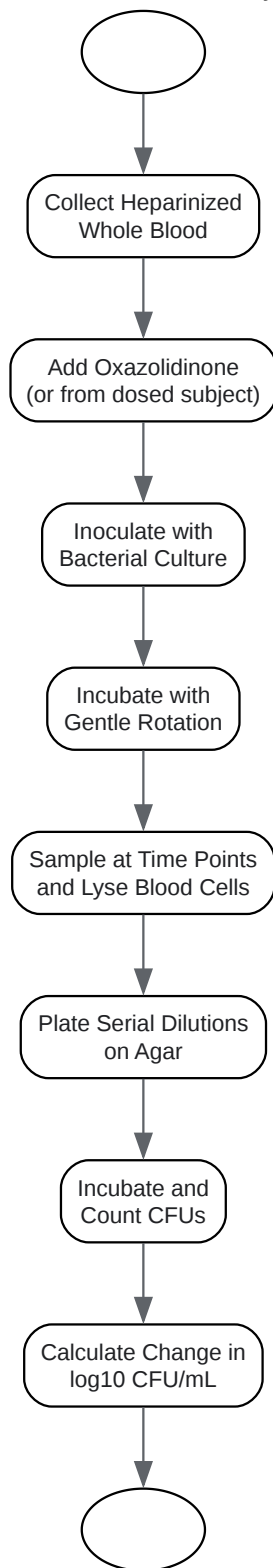 Collect Heparinized
Whole Blood
Add Oxazolidinone
(or from dosed subject)
Inoculate with
Bacterial Culture
Incubate with
Gentle Rotation
Sample at Time Points
and Lyse Blood Cells
Plate Serial Dilutions
on Agar
Incubate and
Count CFUs
Calculate Change in
log10 CFU/mL